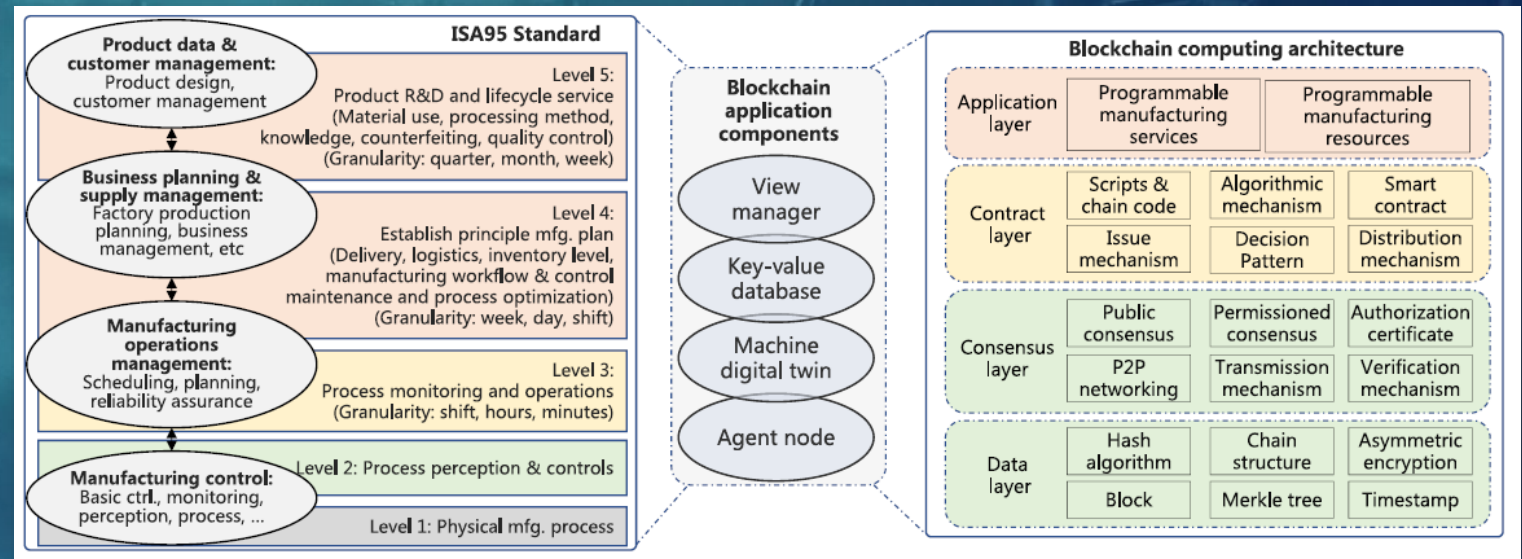 ISA95 Standard
Product data &
customer management:
Product design,
customer management
Level 5:
Product R&D and lifecycle service
(Material use, processing method,
knowledge, counterfeiting, quality control)
(Granularity: quarter, month, week)
Business planning &
supply management:
Factory production
planning, business
management, etc
Level 4:
Establish principle mfg. plan
(Delivery, logistics, inventory level,
manufacturing workflow & control
maintenance and process optimization)
(Granularity: week, day, shift)
Manufacturing
operations
management:
Scheduling, planning,
reliability assurance
Level 3:
Process monitoring and operations
(Granularity: shift, hours, minutes)
Manufacturing control:
Basic ctrl., monitoring,
perception, process, ...
Level 2: Process perception & controls
Level 1: Physical mfg. process
Blockchain
application
components
View
manager
Key-value
database
Machine
digital twin
Agent node
Blockchain computing architecture
Application
layer
Programmable
manufacturing
services
Programmable
manufacturing
resources
Contract
layer
Scripts &
chain code
Algorithmic
mechanism
Smart
contract
Issue
mechanism
Decision
Pattern
Distribution
mechanism
Consensus
layer
Public
consensus
Permissioned
consensus
Authorization
certificate
P2P
networking
Transmission
mechanism
Verification
mechanism
Data
layer
Hash
algorithm
Chain
structure
Asymmetric
encryption
Block
Merkle tree
Timestamp